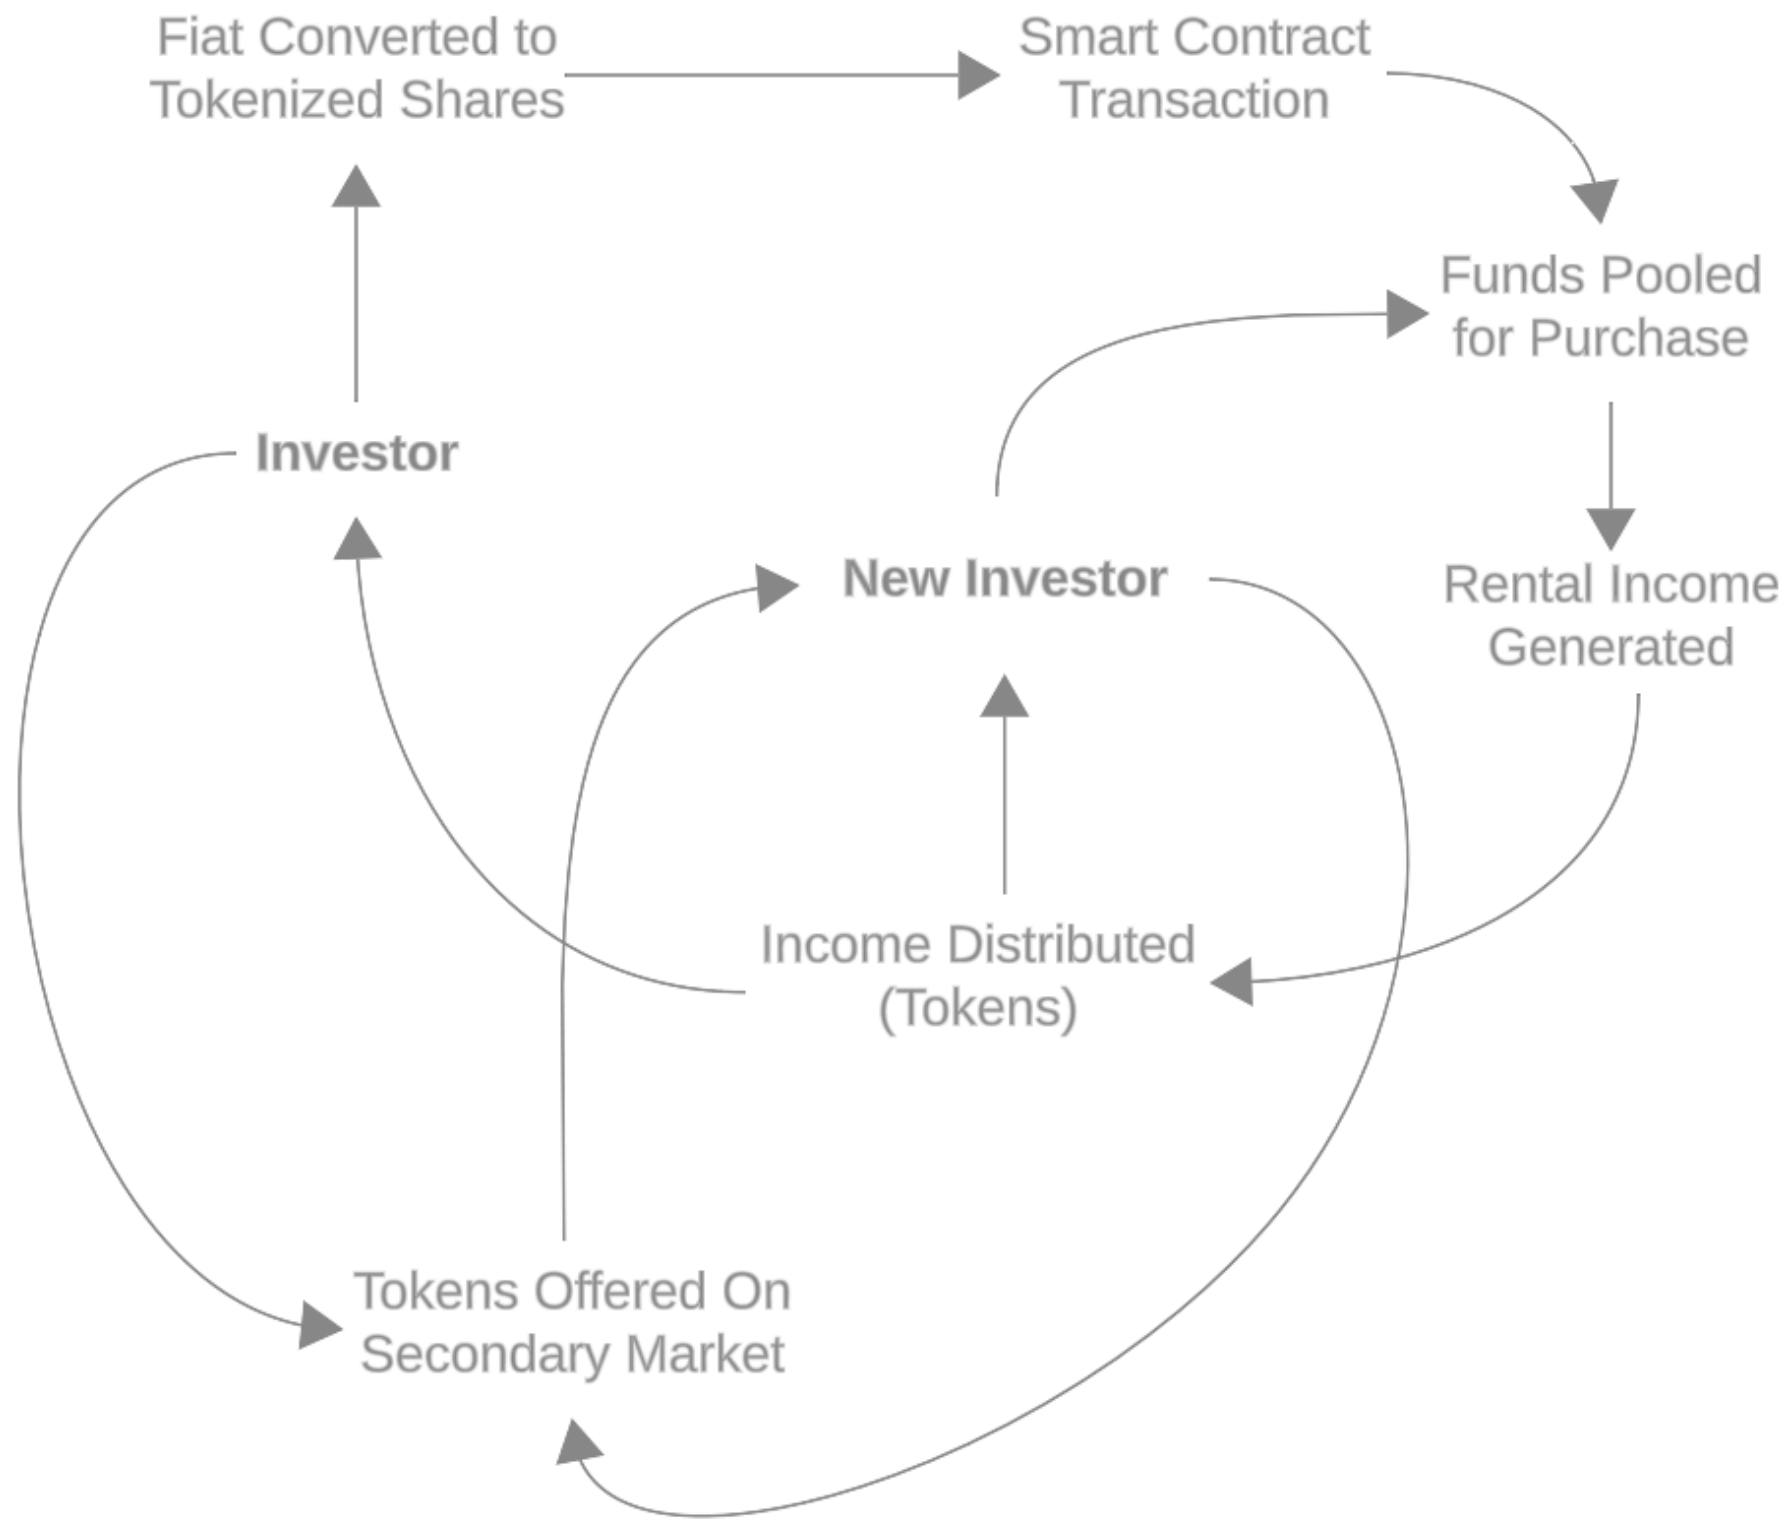 Fiat Converted to
Tokenized Shares
Smart Contract
Transaction
Funds Pooled
for Purchase
Investor
New Investor
Rental Income
Generated
Income Distributed
(Tokens)
Tokens Offered On
Secondary Market